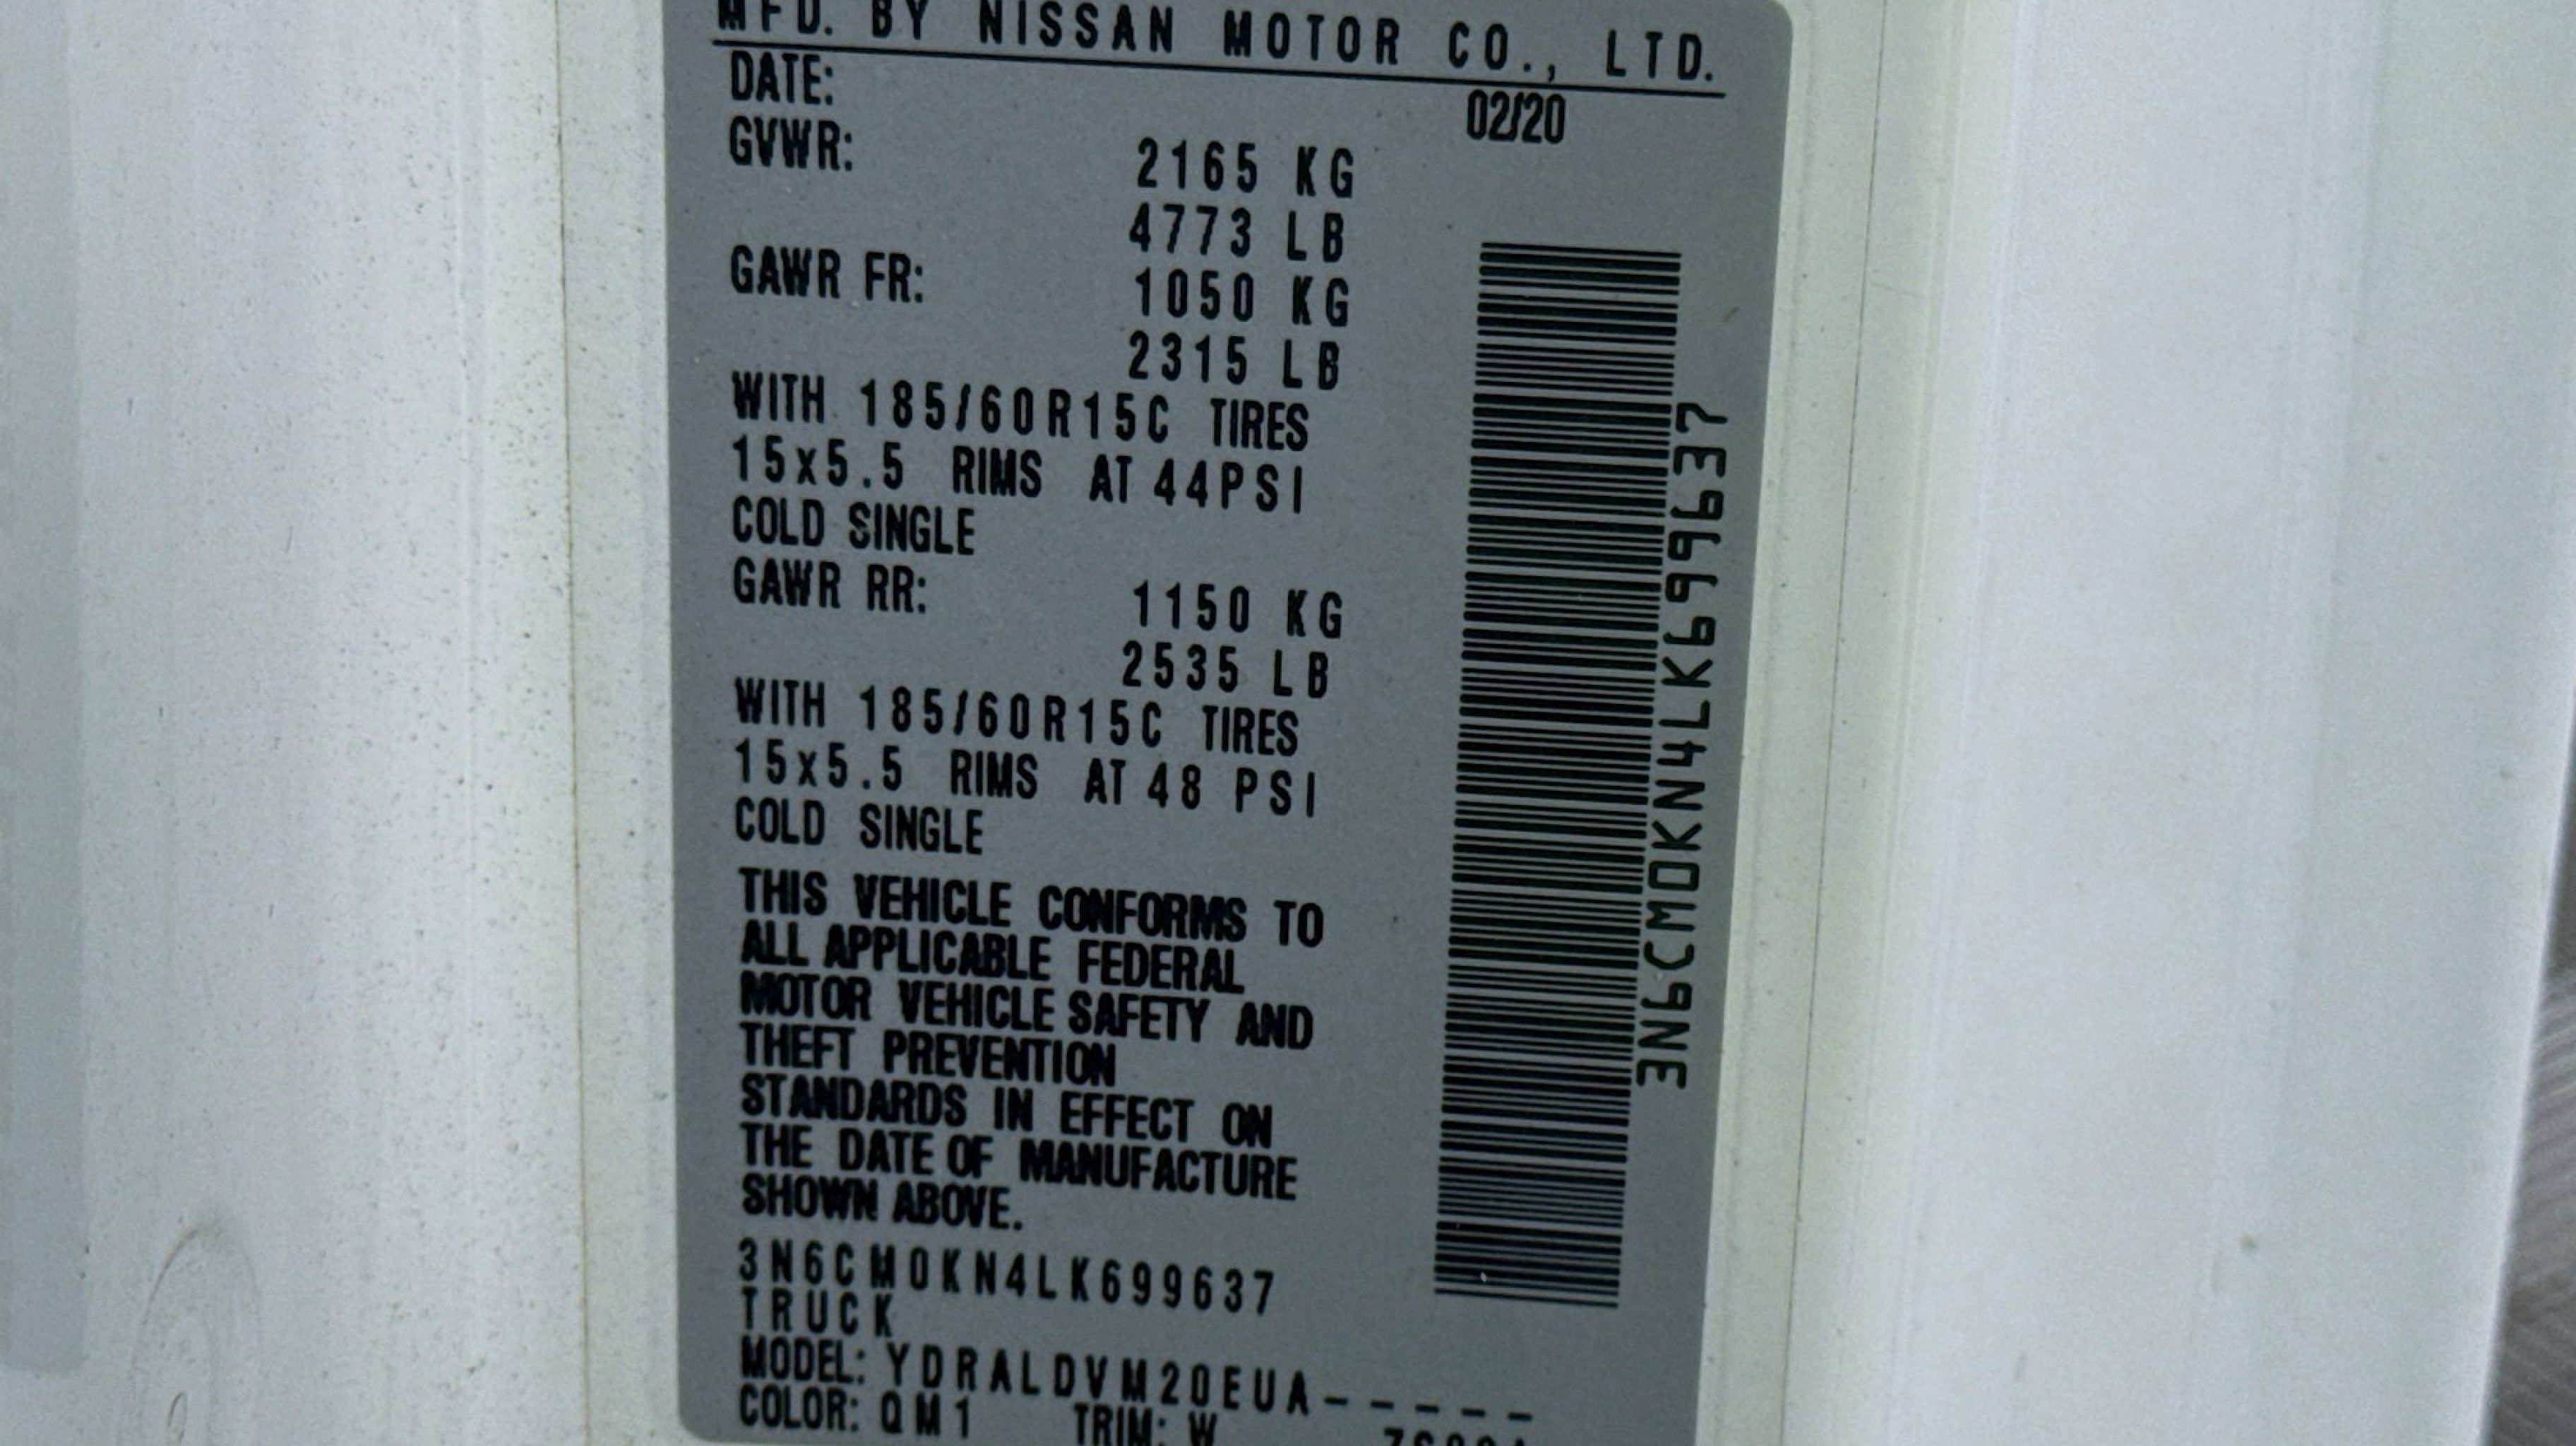 MFD. BY NISSAN MOTOR CO., LTD.
DATE: 02/20
GVWR: 2165 KG
4773 LB
GAWR FR: 1050 KG
2315 LB
WITH 185/60R15C TIRES
15x5.5 RIMS AT 44PSI
COLD SINGLE
GAWR RR: 1150 KG
2535 LB
WITH 185/60R15C TIRES
15x5.5 RIMS AT 48 PSI
COLD SINGLE
THIS VEHICLE CONFORMS TO
ALL APPLICABLE FEDERAL
MOTOR VEHICLE SAFETY AND
THEFT PREVENTION
STANDARDS IN EFFECT ON
THE DATE OF MANUFACTURE
SHOWN ABOVE.
3N6CM0KN4LK699637
TRUCK
MODEL: YDRALDVM20EUA-----
COLOR: QM1 TRIM: W
3N6CM0KN4LK699637